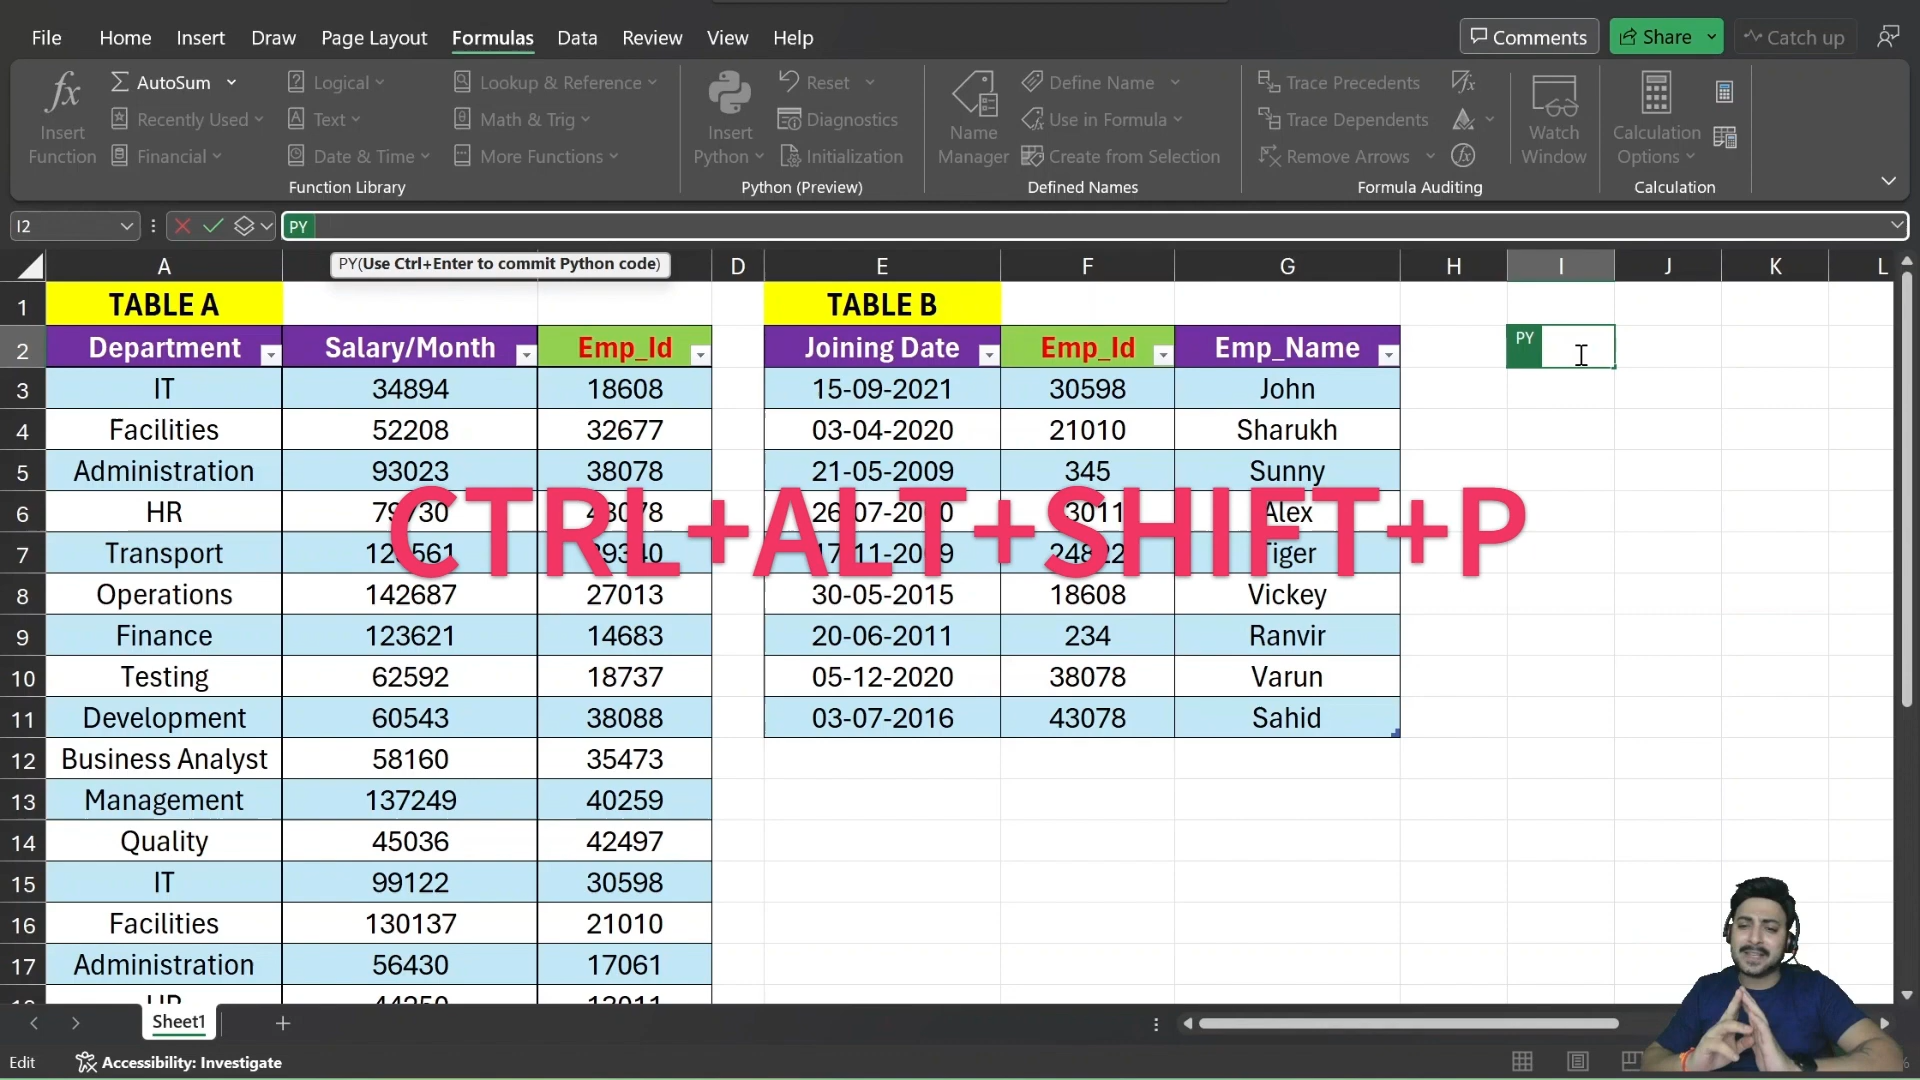 File Home Insert Draw Page Layout Formulas Data Review View Help Comments Share Catch up
fx AutoSum Logical Lookup & Reference Reset Define Name Trace Precedents
Recently Used Text Math & Trig Diagnostics Use in Formula Trace Dependents
Insert Function Financial Date & Time More Functions Insert Python Initialization Name Manager Create from Selection Remove Arrows Watch Window Calculation Options
Function Library Python (Preview) Defined Names Formula Auditing Calculation
I2 PY
PY(Use Ctrl+Enter to commit Python code)
A D E F G H I J K L
1 TABLE A TABLE B
2 Department Salary/Month Emp_Id Joining Date Emp_Id Emp_Name PY
3 IT 34894 18608 15-09-2021 30598 John
4 Facilities 52208 32677 03-04-2020 21010 Sharukh
5 Administration 93023 38078 21-05-2009 345 Sunny
CTRL+ALT+SHIFT+P
6 HR Alex
7 Transport Tiger
8 Operations 142687 27013 30-05-2015 18608 Vickey
9 Finance 123621 14683 20-06-2011 234 Ranvir
10 Testing 62592 18737 05-12-2020 38078 Varun
11 Development 60543 38088 03-07-2016 43078 Sahid
12 Business Analyst 58160 35473
13 Management 137249 40259
14 Quality 45036 42497
15 IT 99122 30598
16 Facilities 130137 21010
17 Administration 56430 17061
Sheet1
Edit Accessibility: Investigate